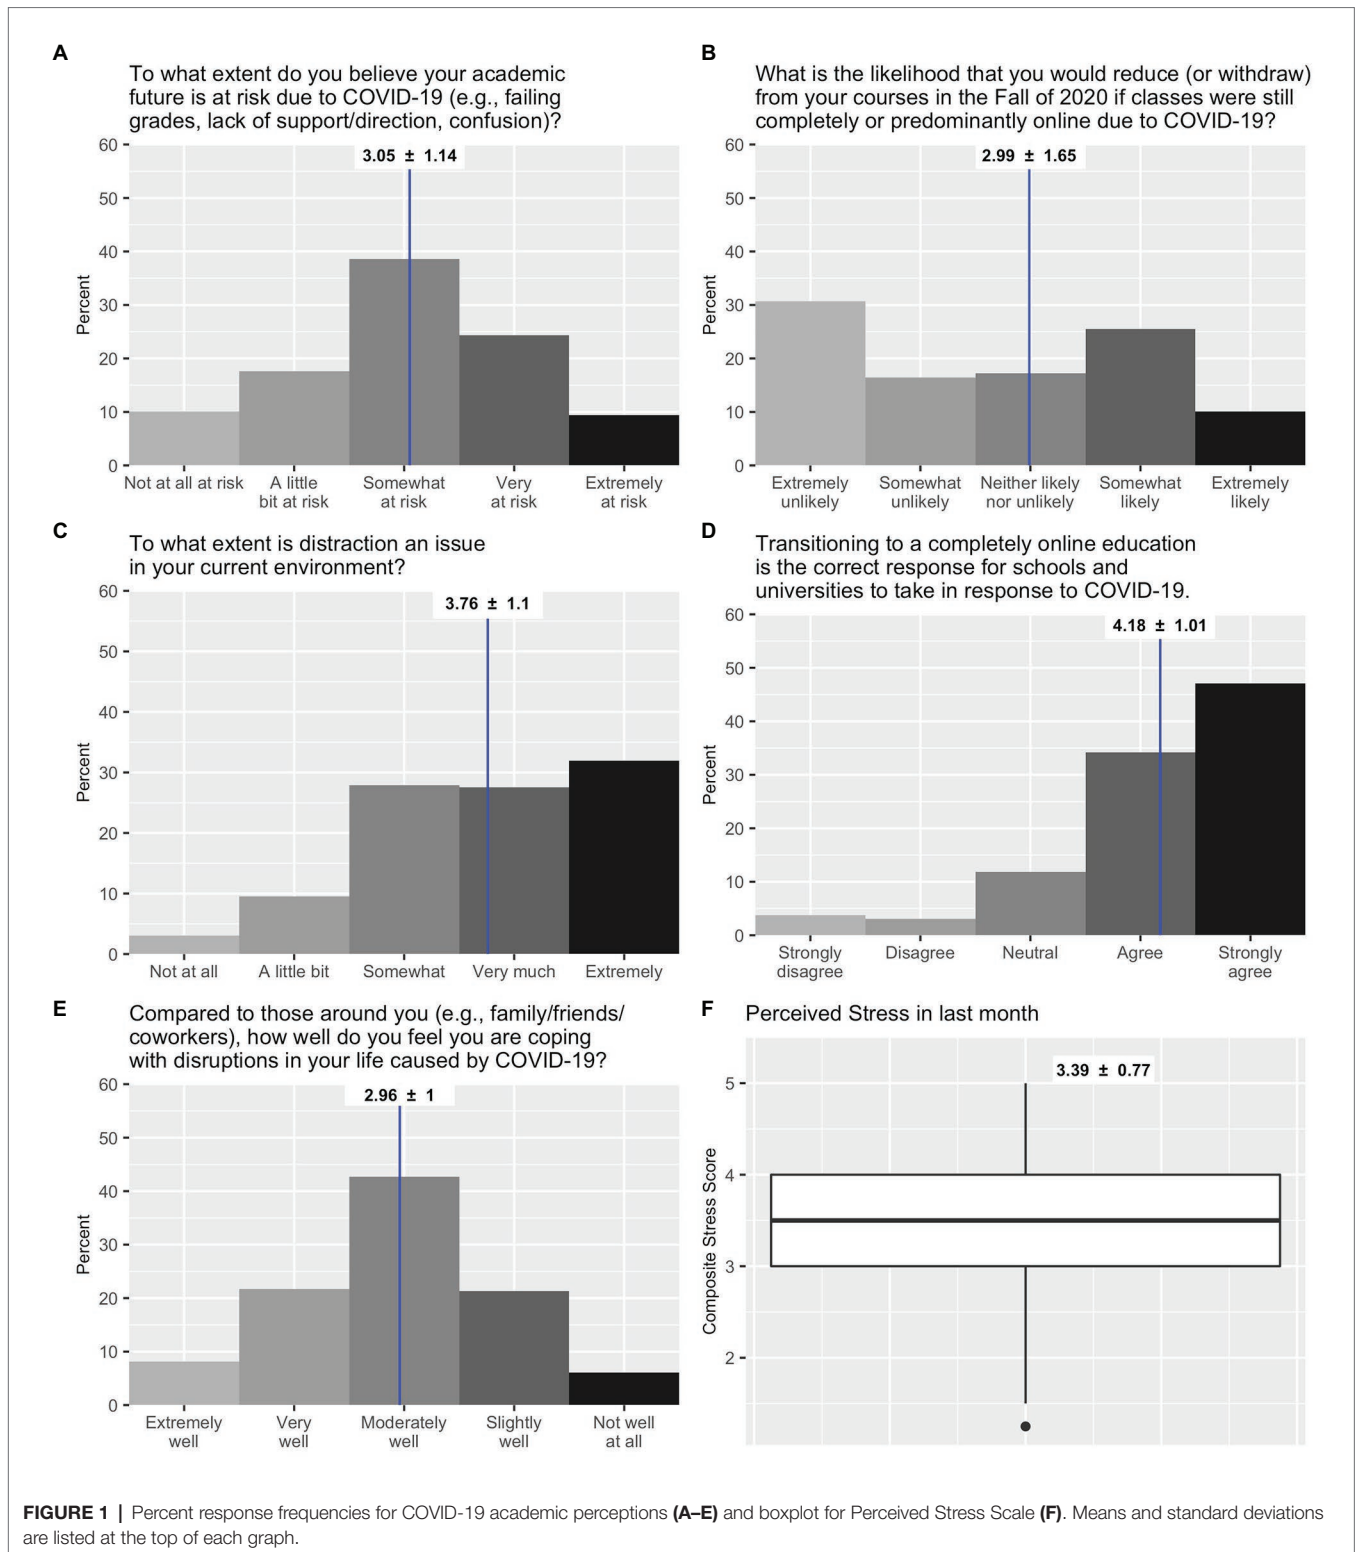 A
To what extent do you believe your academic
future is at risk due to COVID-19 (e.g., failing
grades, lack of support/direction, confusion)?
3.05 ± 1.14
60
50
40
30
20
10
0
Percent
Not at all at risk
A little
bit at risk
Somewhat
at risk
Very
at risk
Extremely
at risk
B
What is the likelihood that you would reduce (or withdraw)
from your courses in the Fall of 2020 if classes were still
completely or predominantly online due to COVID-19?
2.99 ± 1.65
60
50
40
30
20
10
0
Percent
Extremely
unlikely
Somewhat
unlikely
Neither likely
nor unlikely
Somewhat
likely
Extremely
likely
C
To what extent is distraction an issue
in your current environment?
3.76 ± 1.1
60
50
40
30
20
10
0
Percent
Not at all
A little bit
Somewhat
Very much
Extremely
D
Transitioning to a completely online education
is the correct response for schools and
universities to take in response to COVID-19.
4.18 ± 1.01
60
50
40
30
20
10
0
Percent
Strongly
disagree
Disagree
Neutral
Agree
Strongly
agree
E
Compared to those around you (e.g., family/friends/
coworkers), how well do you feel you are coping
with disruptions in your life caused by COVID-19?
2.96 ± 1
60
50
40
30
20
10
0
Percent
Extremely
well
Very
well
Moderately
well
Slightly
well
Not well
at all
F
Perceived Stress in last month
3.39 ± 0.77
5
4
3
2
Composite Stress Score
FIGURE 1 | Percent response frequencies for COVID-19 academic perceptions (A–E) and boxplot for Perceived Stress Scale (F). Means and standard deviations
are listed at the top of each graph.